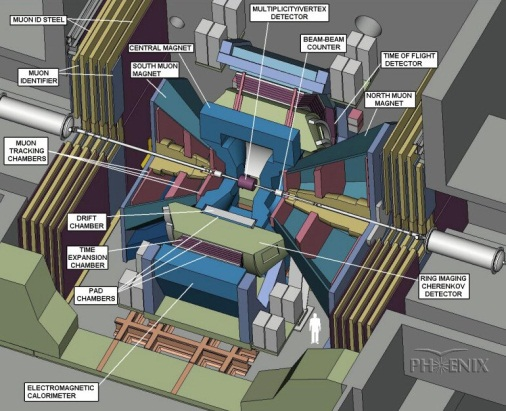 MUON ID STEEL
MUON
IDENTIFIER
CENTRAL MAGNET
SOUTH MUON
MAGNET
MULTIPLICITY/VERTEX
DETECTOR
BEAM-BEAM
COUNTER
TIME OF FLIGHT
DETECTOR
NORTH MUON
MAGNET
MUON
TRACKING
CHAMBERS
DRIFT
CHAMBER
TIME
EXPANSION
CHAMBER
PAD
CHAMBERS
RING IMAGING
CHERENKOV
DETECTOR
ELECTROMAGNETIC
CALORIMETER
PHENIX